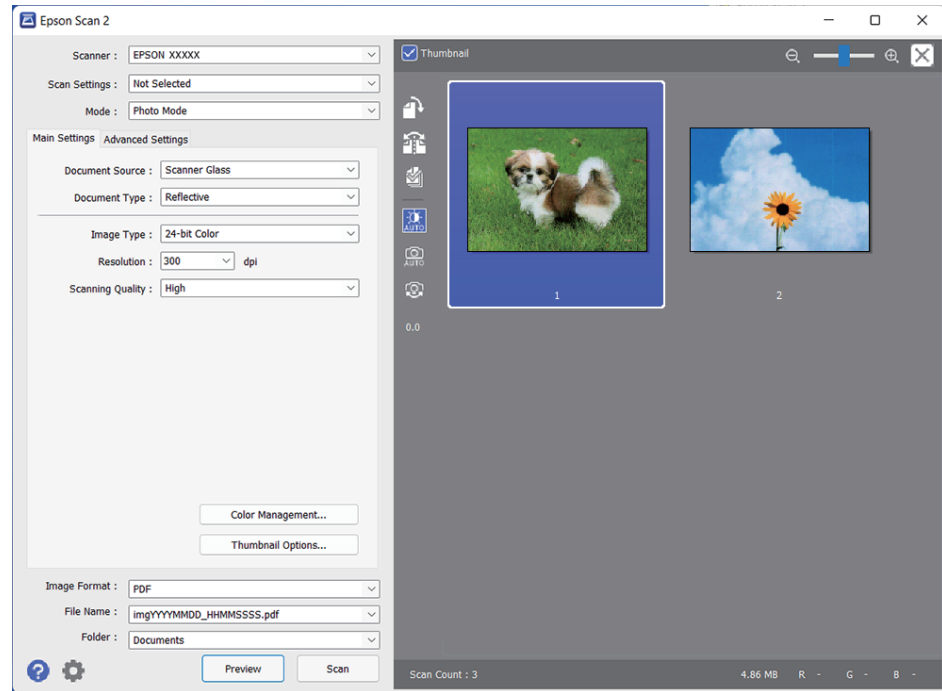 Epson Scan 2
Scanner : EPSON XXXXX
Scan Settings : Not Selected
Mode : Photo Mode
Main Settings Advanced Settings
Document Source : Scanner Glass
Document Type : Reflective
Image Type : 24-bit Color
Resolution : 300 dpi
Scanning Quality : High
Color Management...
Thumbnail Options...
Image Format : PDF
File Name : imgYYYYMMDD_HHMMSSSS.pdf
Folder : Documents
? Preview Scan
Thumbnail
AUTO
AUTO
0.0
1 2
Scan Count : 3 4.86 MB R - G - B -